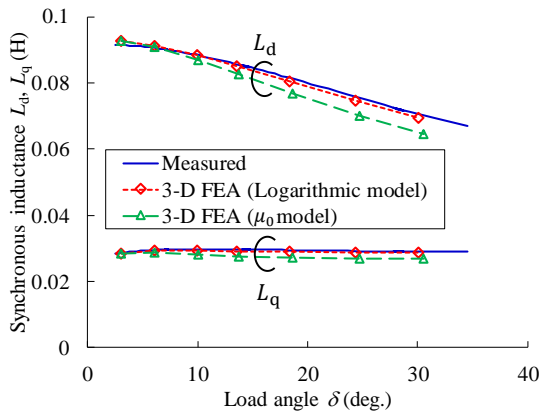 Synchronous inductance L_d, L_q (H)
0.1
0.08
0.06
0.04
0.02
0
L_d
Measured
3-D FEA (Logarithmic model)
3-D FEA (μ_0 model)
L_q
0
10
20
30
40
Load angle δ (deg.)